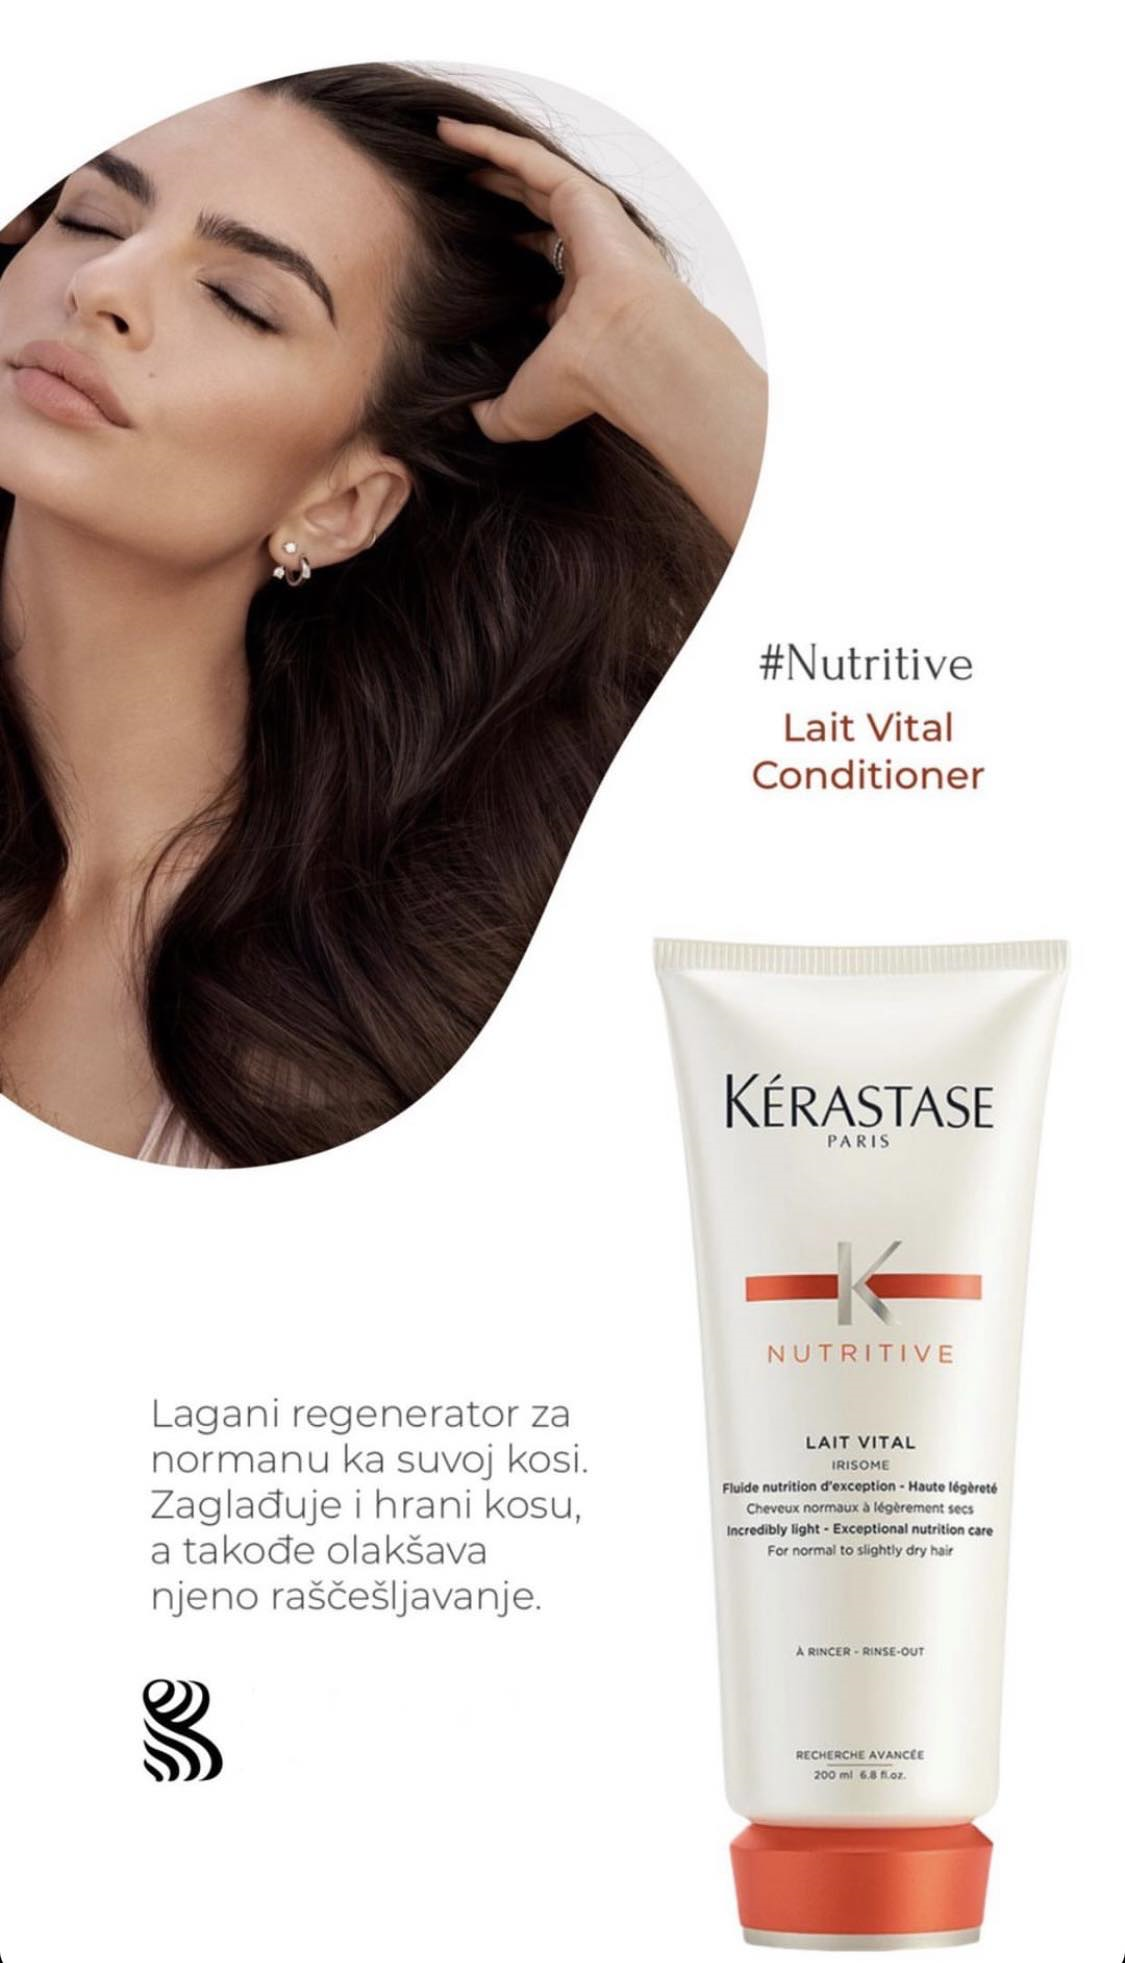 #Nutritive
Lait Vital
Conditioner
KÉRASTASE
PARIS
K
NUTRITIVE
LAIT VITAL
IRISOME
Fluide nutrition d'exception - Haute légèreté
Cheveux normaux à légèrement secs
Incredibly light - Exceptional nutrition care
For normal to slightly dry hair
À RINCER - RINSE-OUT
RECHERCHE AVANCÉE
200 ml 6.8 fl.oz.
Lagani regenerator za
normanu ka suvoj kosi.
Zaglađuje i hrani kosu,
a takođe olakšava
njeno raščešljavanje.